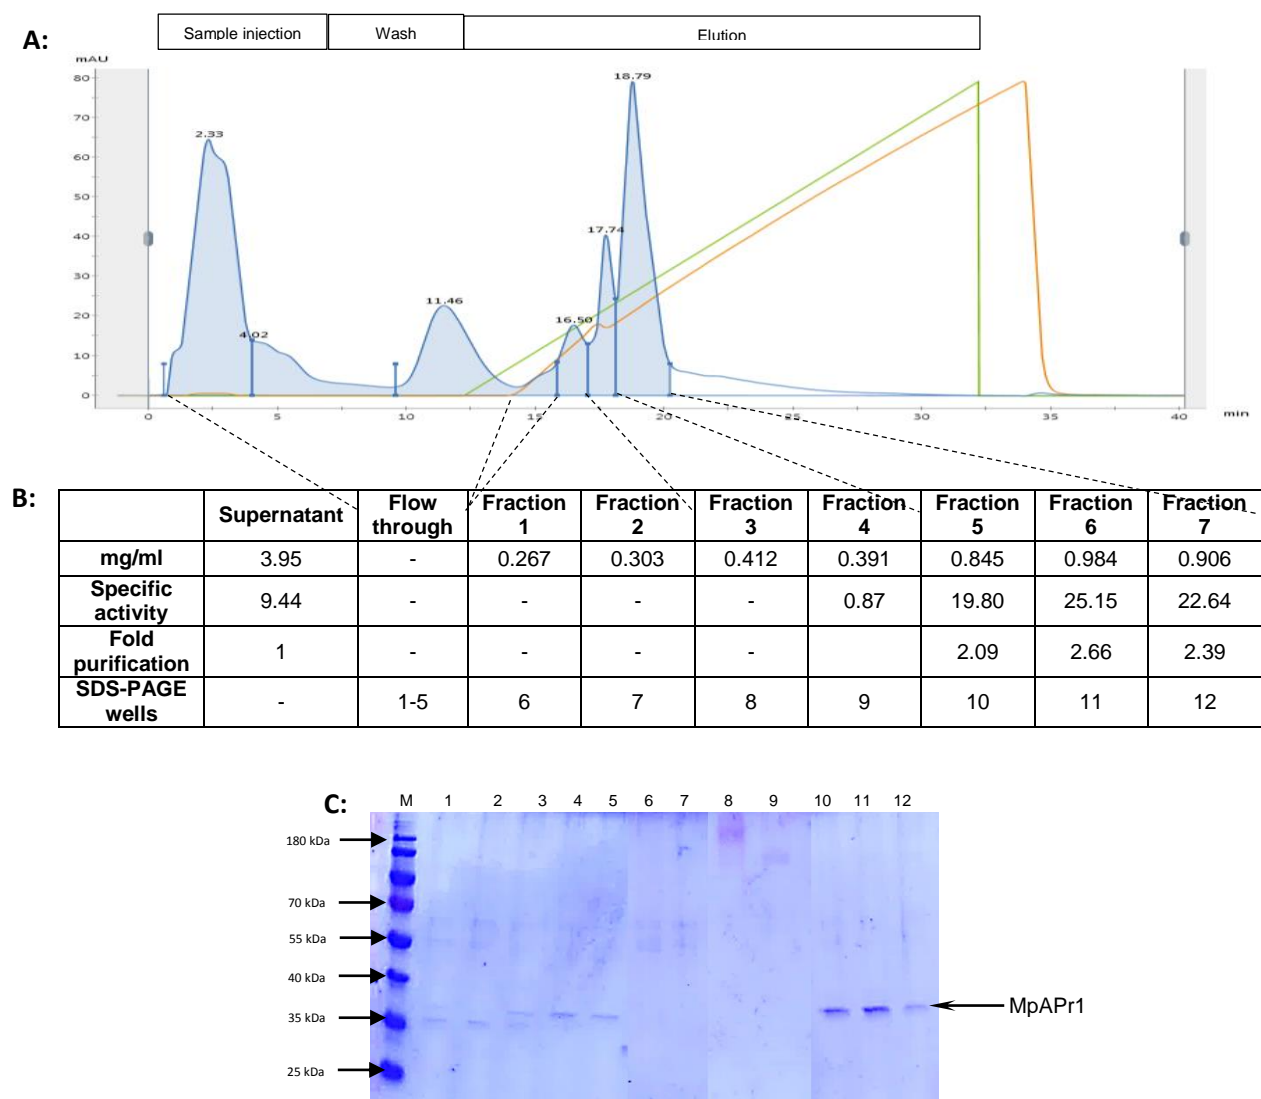 Sample injection Wash Elution
A:
mAU
80 18.79
70
2.33
60
50
40 17.74
30
11.46
20 16.50
4.02
10
0
0 5 10 15 20 25 30 35 40 min
B:
Supernatant Flow through Fraction 1 Fraction 2 Fraction 3 Fraction 4 Fraction 5 Fraction 6 Fraction 7
mg/ml 3.95 - 0.267 0.303 0.412 0.391 0.845 0.984 0.906
Specific activity 9.44 - - - - 0.87 19.80 25.15 22.64
Fold purification 1 - - - - 2.09 2.66 2.39
SDS-PAGE wells - 1-5 6 7 8 9 10 11 12
C: M 1 2 3 4 5 6 7 8 9 10 11 12
180 kDa
70 kDa
55 kDa
40 kDa
35 kDa
MpAPr1
25 kDa